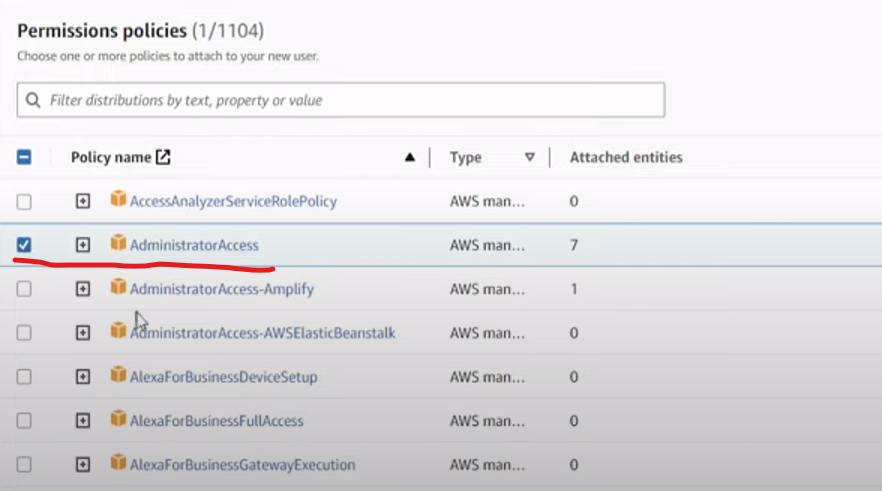 Permissions policies (1/1104)
Choose one or more policies to attach to your new user.
Filter distributions by text, property or value
Policy name Type Attached entities
AccessAnalyzerServiceRolePolicy AWS man... 0
AdministratorAccess AWS man... 7
AdministratorAccess-Amplify AWS man... 1
AdministratorAccess-AWSElasticBeanstalk AWS man... 0
AlexaForBusinessDeviceSetup AWS man... 0
AlexaForBusinessFullAccess AWS man... 0
AlexaForBusinessGatewayExecution AWS man... 0